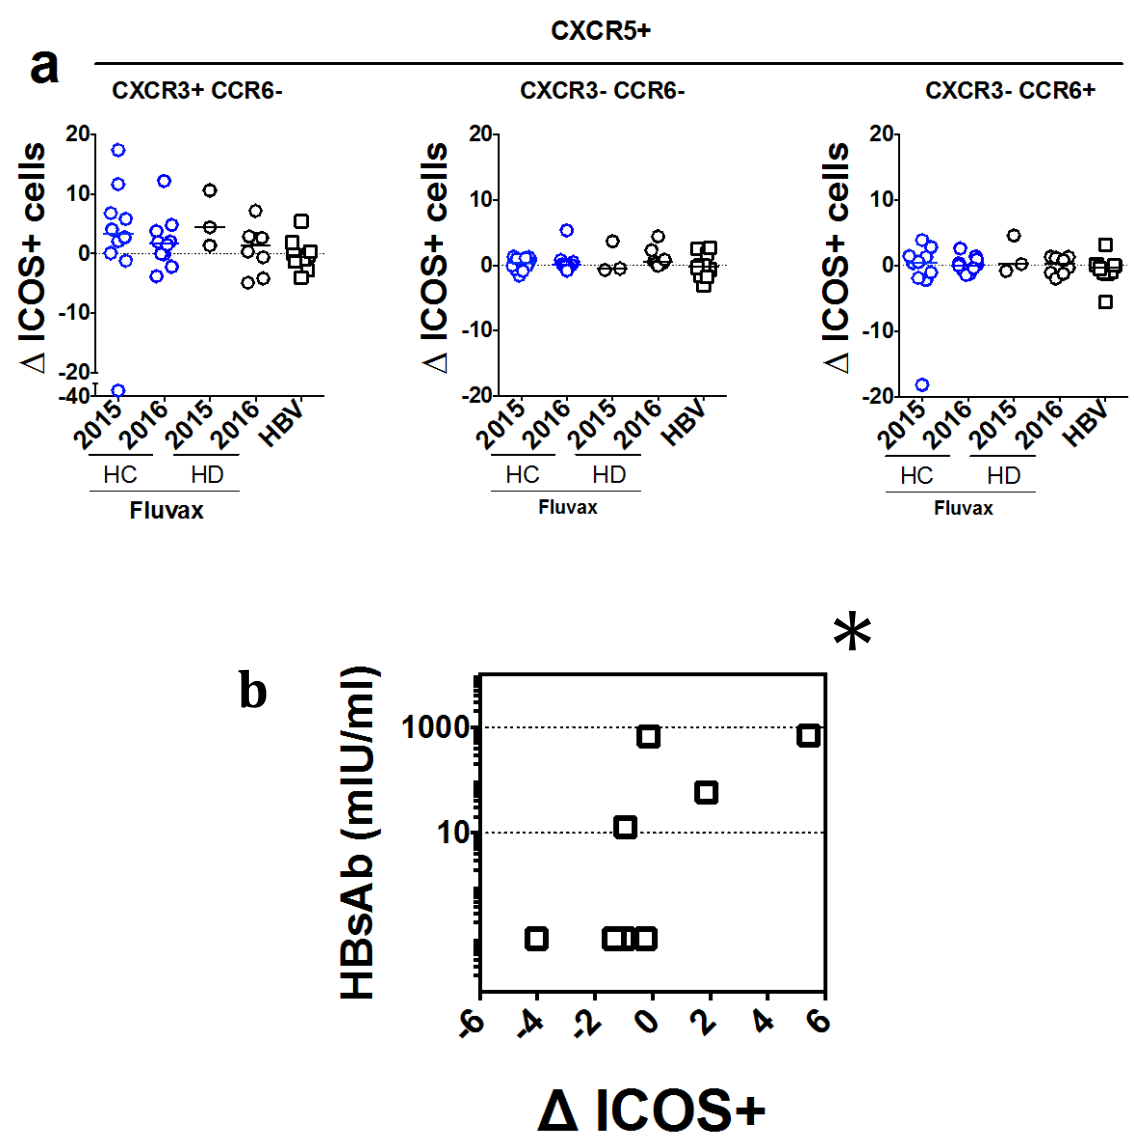 CXCR5+
a
CXCR3+ CCR6-
CXCR3- CCR6-
CXCR3- CCR6+
Δ ICOS+ cells
20
10
0
-10
-20
-40
2015
2016
2015
2016
HBV
HC
HD
Fluvax
Δ ICOS+ cells
20
10
0
-10
-20
2015
2016
2015
2016
HBV
HC
HD
Fluvax
Δ ICOS+ cells
20
10
0
-10
-20
2015
2016
2015
2016
HBV
HC
HD
Fluvax
*
b
HBsAb (mIU/ml)
1000
10
-6
-4
-2
0
2
4
6
Δ ICOS+